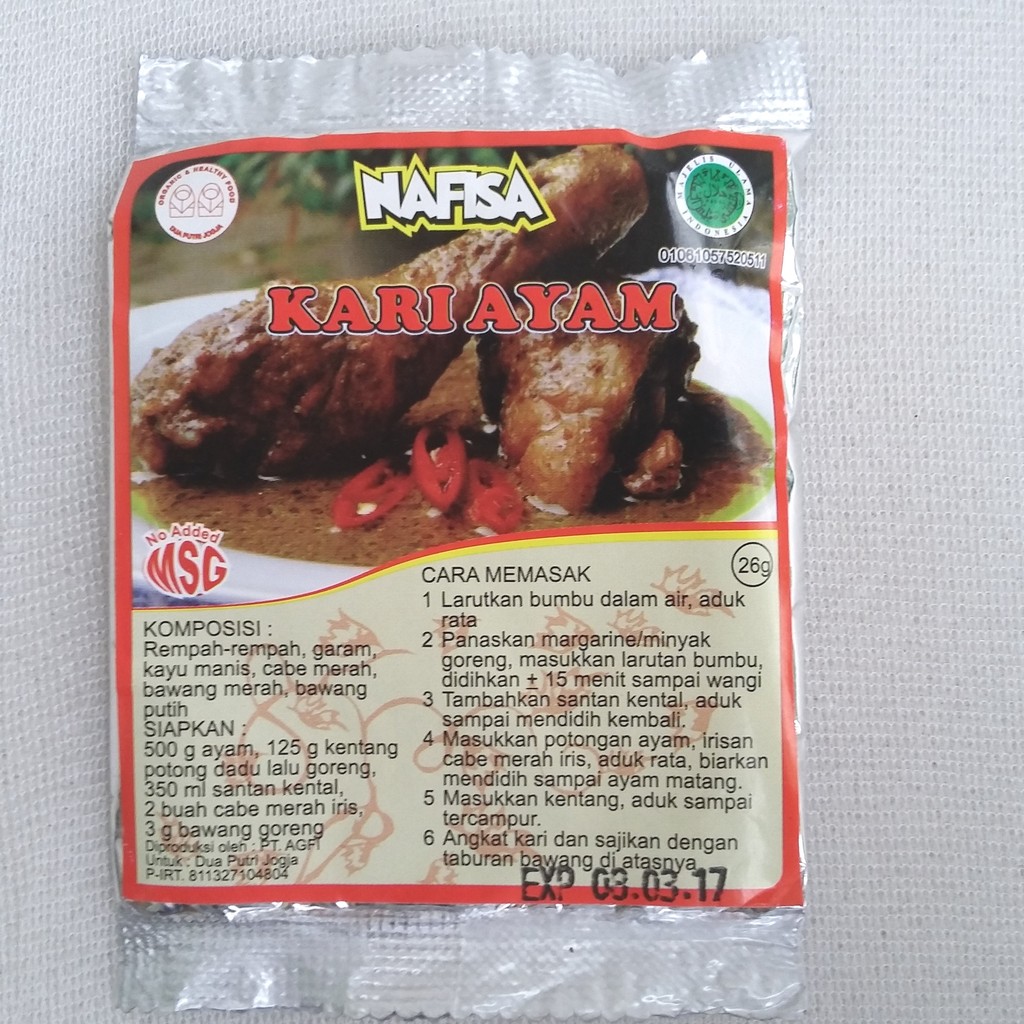 ORGANIC & HEALTHY FOOD
DUA PUTRI JOGJA
NAFISA
MAJELIS ULAMA
INDONESIA
01081057520511
KARI AYAM
No Added
MSG
26g
KOMPOSISI :
Rempah-rempah, garam,
kayu manis, cabe merah,
bawang merah, bawang
putih
SIAPKAN :
500 g ayam, 125 g kentang
potong dadu lalu goreng,
350 ml santan kental,
2 buah cabe merah iris,
3 g bawang goreng
Diproduksi oleh : PT. AGFI
Untuk : Dua Putri Jogja
P-IRT. 811327104804
CARA MEMASAK
1 Larutkan bumbu dalam air, aduk
rata
2 Panaskan margarine/minyak
goreng, masukkan larutan bumbu,
didihkan ± 15 menit sampai wangi
3 Tambahkan santan kental, aduk
sampai mendidih kembali.
4 Masukkan potongan ayam, irisan
cabe merah iris, aduk rata, biarkan
mendidih sampai ayam matang.
5 Masukkan kentang, aduk sampai
tercampur.
6 Angkat kari dan sajikan dengan
taburan bawang di atasnya
EXP 03.03.17